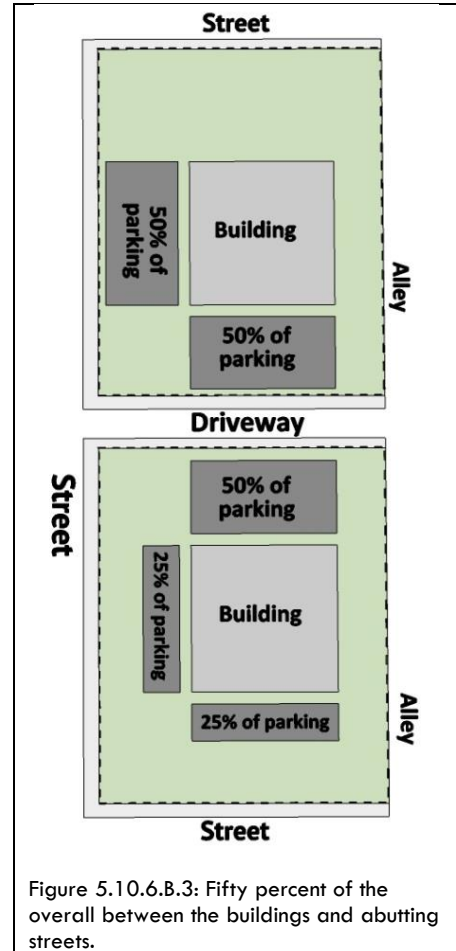 Street
50% of
parking
Building
Alley
50% of
parking
Driveway
Street
50% of
parking
25% of parking
Building
25% of parking
Alley
Street
Figure 5.10.6.B.3: Fifty percent of the
overall between the buildings and abutting
streets.